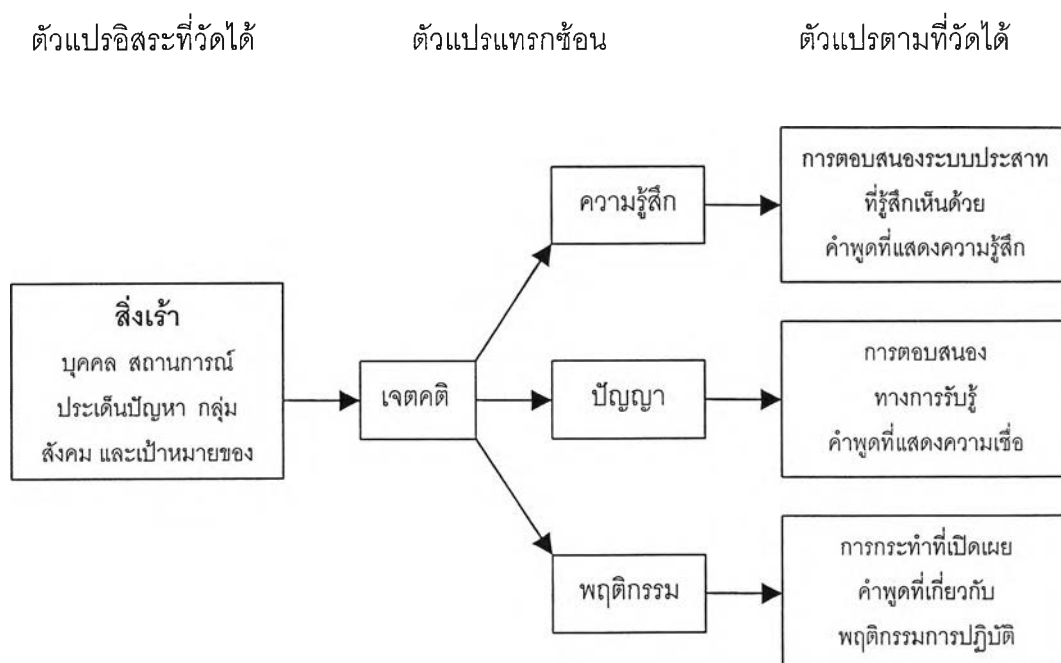 ตัวแปรอิสระที่วัดได้ ตัวแปรแทรกซ้อน ตัวแปรตามที่วัดได้
สิ่งเร้า
บุคคล สถานการณ์
ประเด็นปัญหา กลุ่ม
สังคม และเป้าหมายของ
เจตคติ
ความรู้สึก
การตอบสนองระบบประสาท
ที่รู้สึกเห็นด้วย
คำพูดที่แสดงความรู้สึก
ปัญญา
การตอบสนอง
ทางการรับรู้
คำพูดที่แสดงความเชื่อ
พฤติกรรม
การกระทำที่เปิดเผย
คำพูดที่เกี่ยวกับ
พฤติกรรมการปฏิบัติ